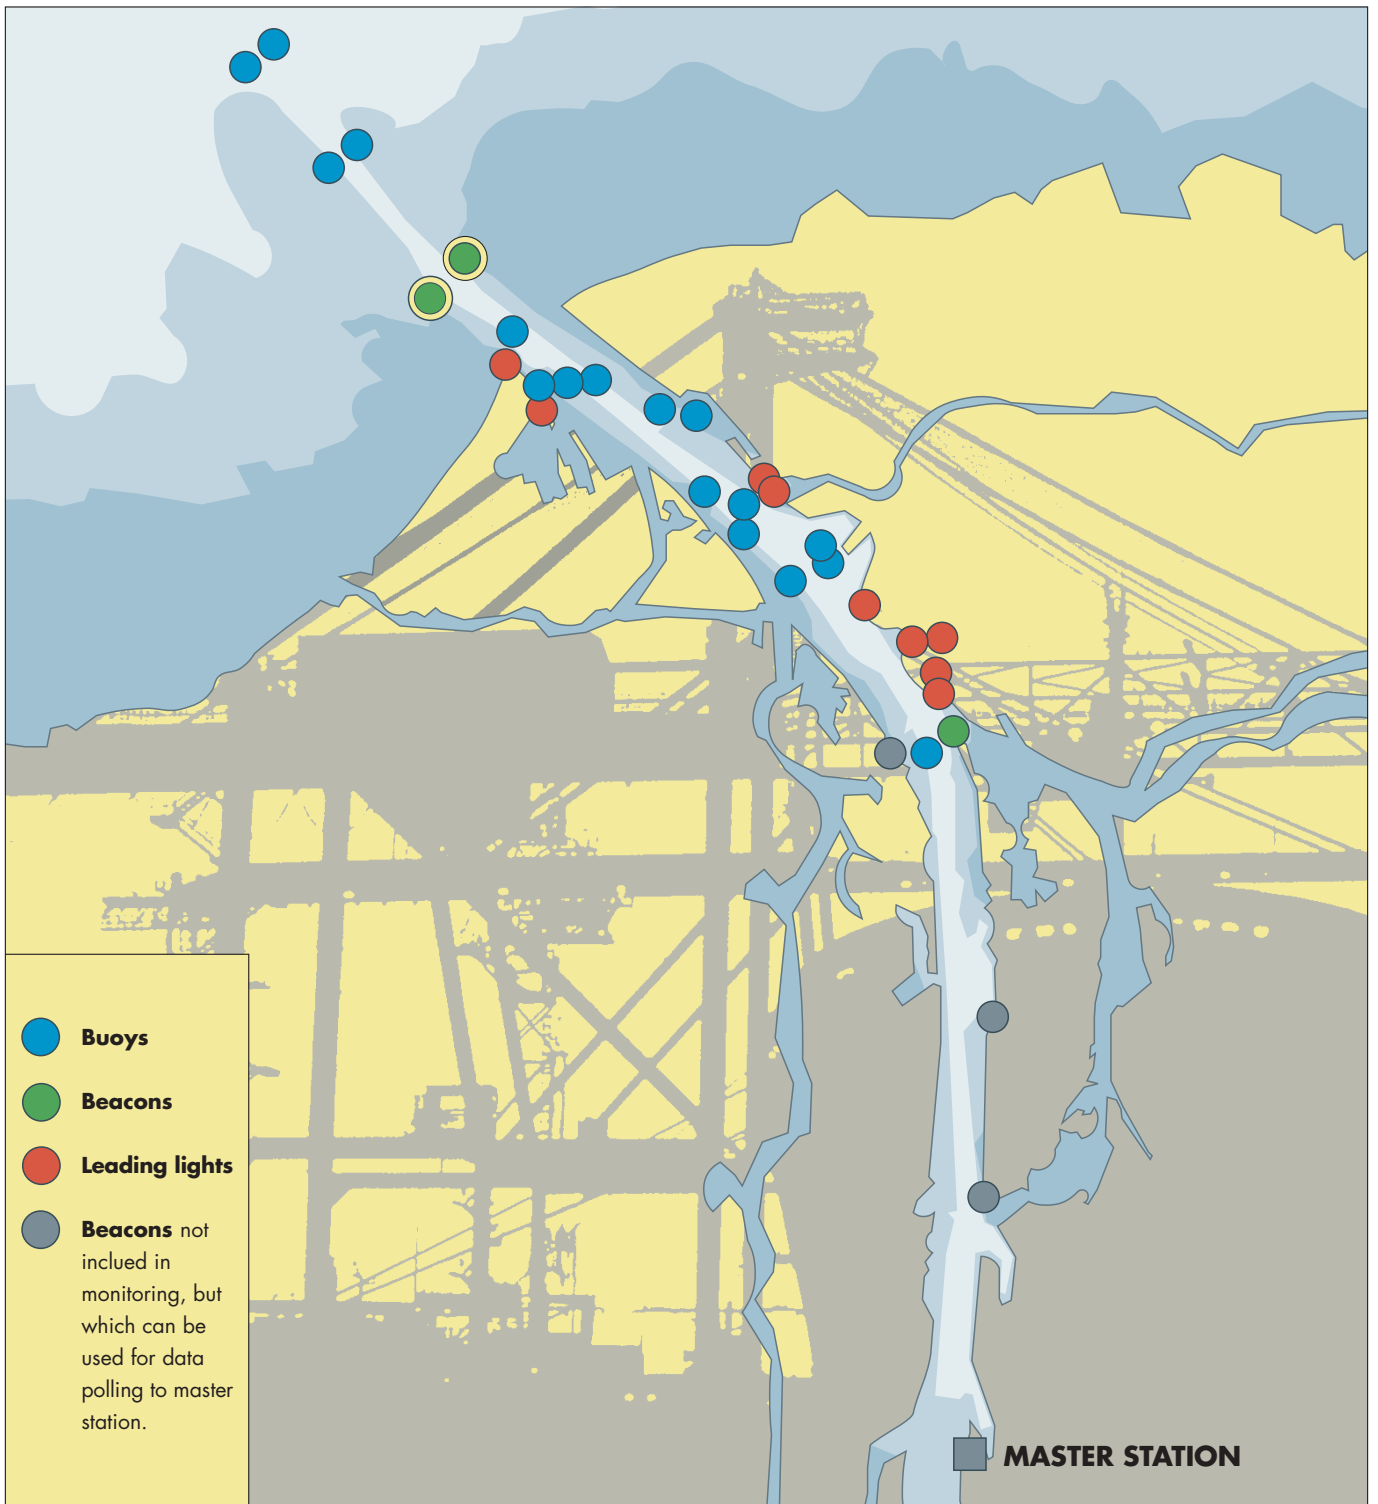 Buoys
Beacons
Leading lights
Beacons not
inclued in
monitoring, but
which can be
used for data
polling to master
station.
MASTER STATION